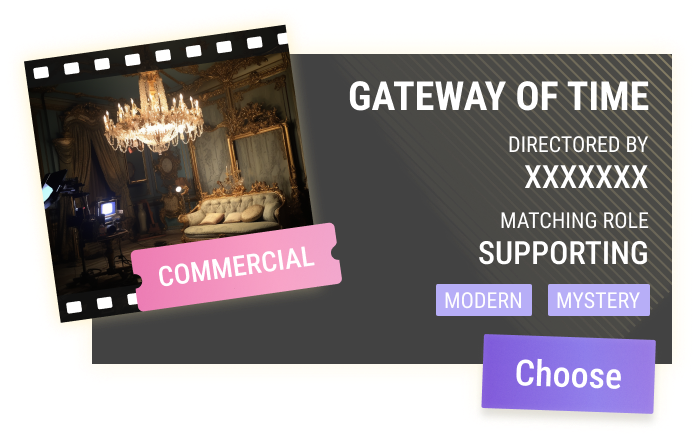 GATEWAY OF TIME
DIRECTORED BY
XXXXXXX
MATCHING ROLE
SUPPORTING
COMMERCIAL
MODERN MYSTERY
Choose